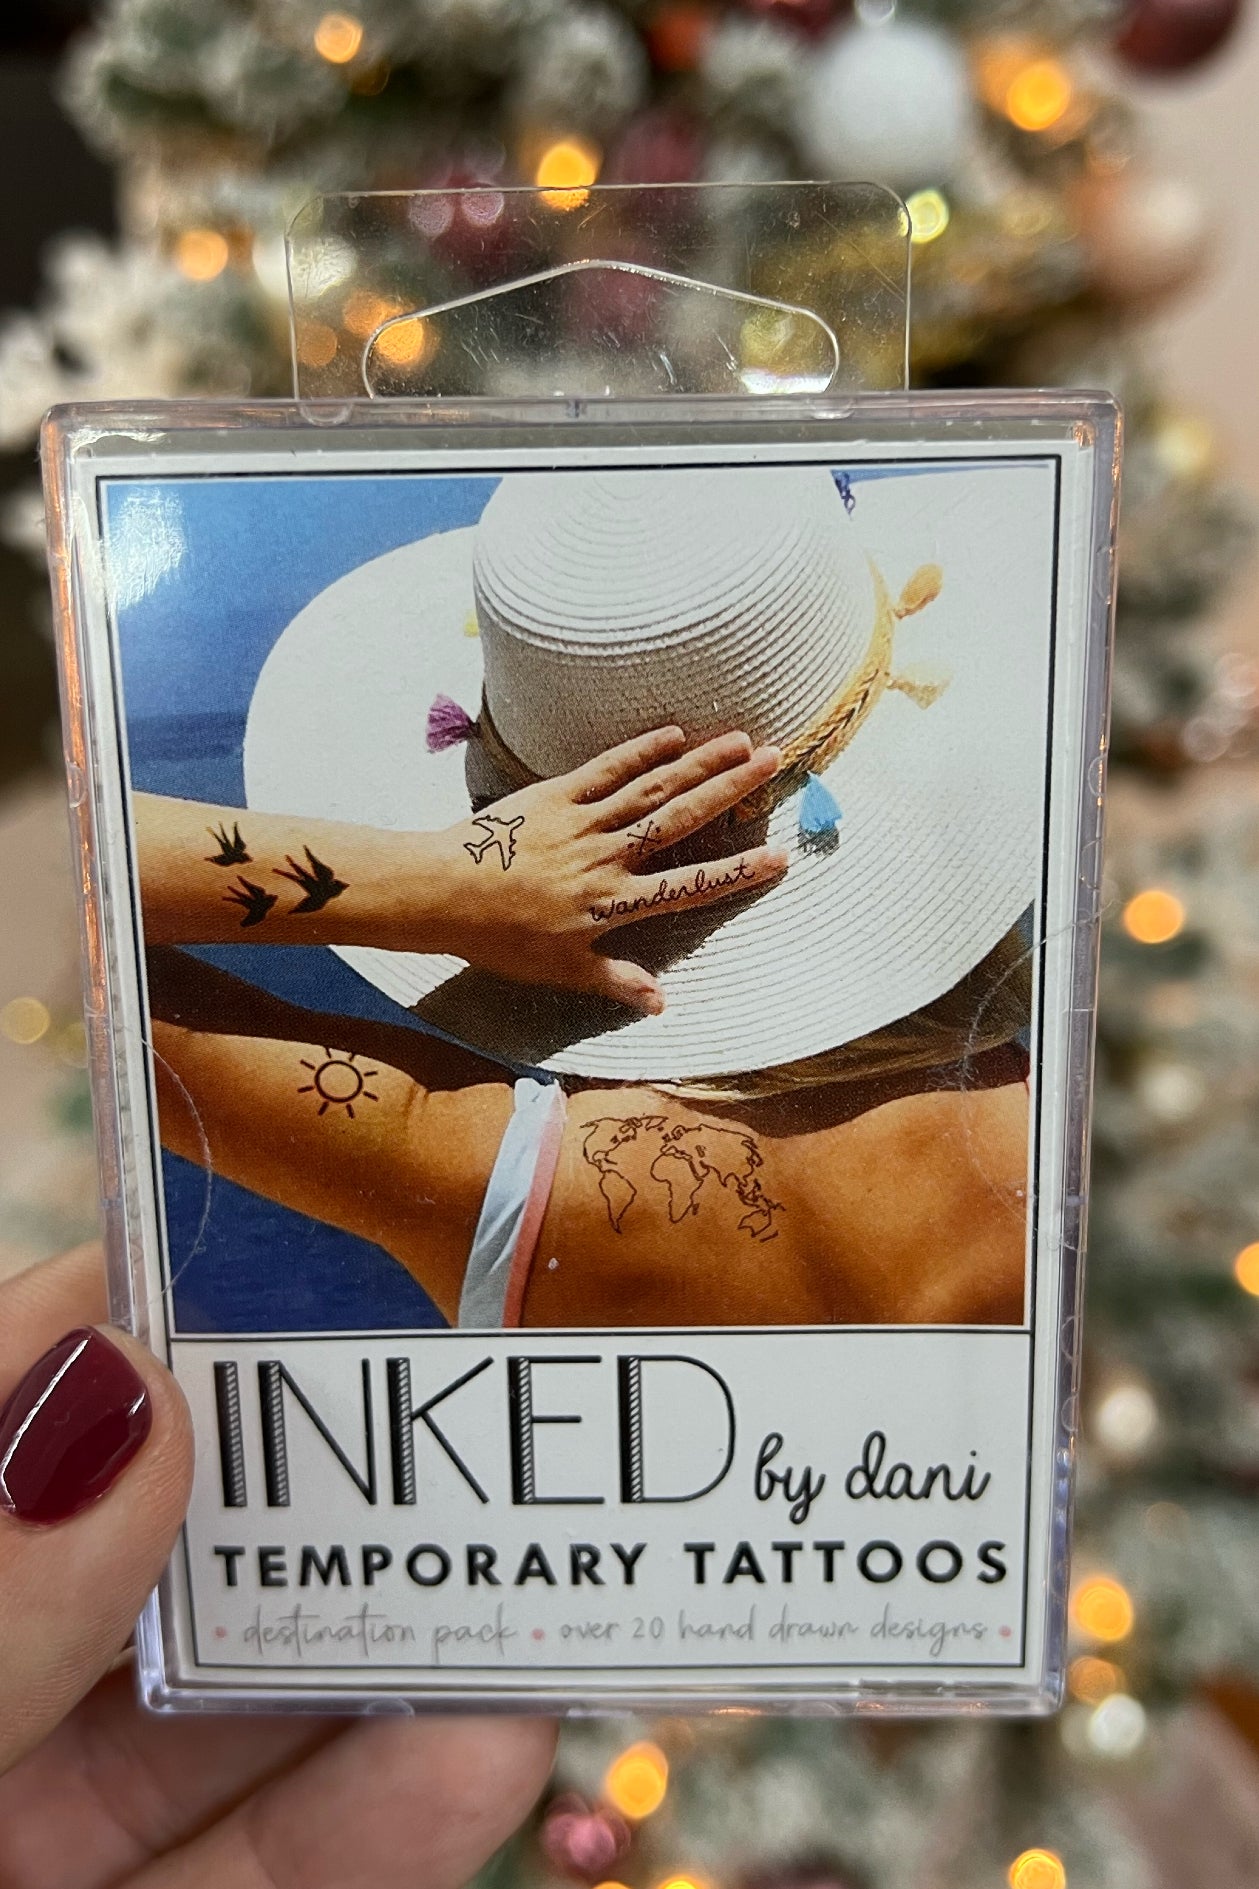 wanderlust
INKED by dani
TEMPORARY TATTOOS
• destination pack • over 20 hand drawn designs •